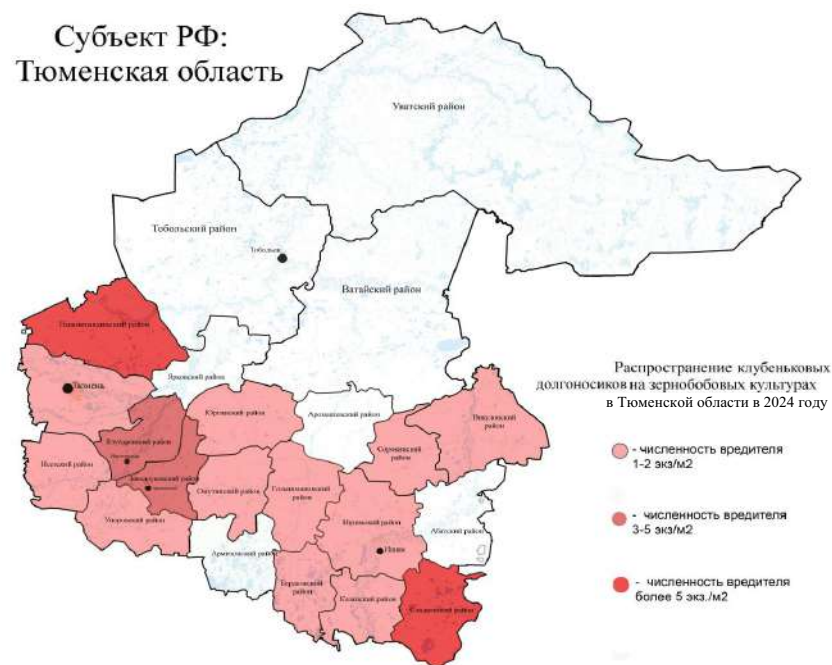 Субъект РФ:
Тюменская область
Уватский район
Тобольский район
Тобольск
Вагайский район
Нижнетавдинский район
Ярковский район
Тюмень
Распространение клубеньковых
долгоносиков на зернобобовых культурах
в Тюменской области в 2024 году
Юргинский район
Аромашевский район
Викуловский
район
Сорокинский
район
Исетский район
Омутинский район
Голышмановский
район
- численность вредителя
1-2 экз/м2
Упоровский район
Ишимский район
Абатский район
- численность вредителя
3-5 экз/м2
Армизонский район
Ишим
Бердюжский
район
Казанский
район
Сладковский район
- численность вредителя
более 5 экз./м2